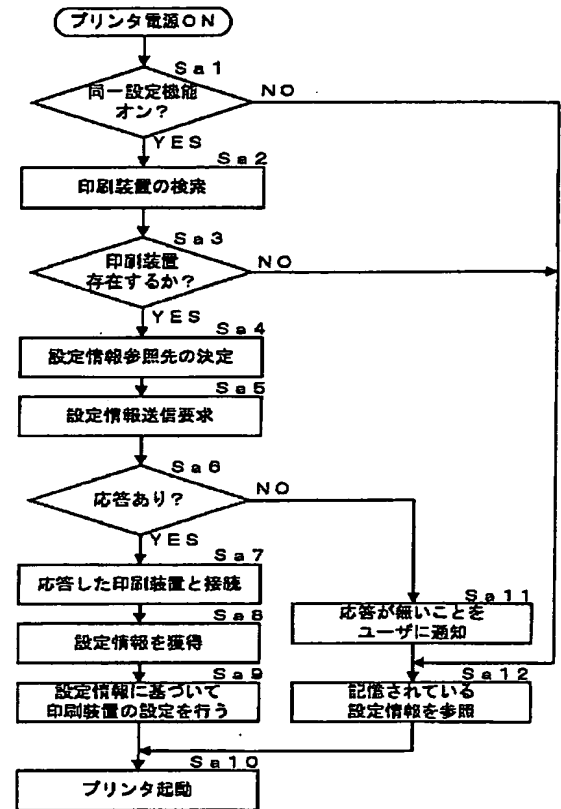 プリンタ電源ON
Sa1
同一設定機能
オン?
NO
YES
Sa2
印刷装置の検索
Sa3
印刷装置
存在するか?
NO
YES
Sa4
設定情報参照先の決定
Sa5
設定情報送信要求
Sa6
応答あり?
NO
YES
Sa7
応答した印刷装置と接続
Sa8
設定情報を獲得
Sa9
設定情報に基づいて
印刷装置の設定を行う
Sa11
応答が無いことを
ユーザに通知
Sa12
記憶されている
設定情報を参照
Sa10
プリンタ起動